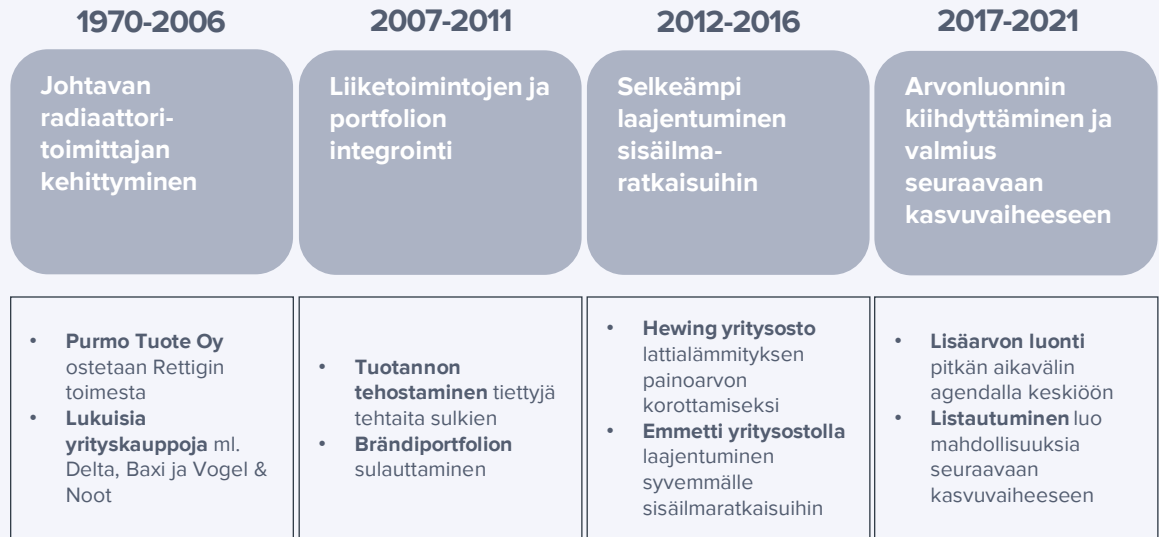 1970-2006
Johtavan
radiaattori-
toimittajan
kehittyminen
• Purmo Tuote Oy
ostetaan Rettigin
toimesta
• Lukuisia
yrityskauppoja ml.
Delta, Baxi ja Vogel &
Noot
2007-2011
Liiketoimintojen ja
portfolion
integrointi
• Tuotannon
tehostaminen tiettyjä
tehtaita sulkien
• Brändiportfolion
sulauttaminen
2012-2016
Selkeämpi
laajentuminen
sisäilma-
ratkaisuihin
• Hewing yritysosto
lattialämmityksen
painoarvon
korottamiseksi
• Emmetti yritysostolla
laajentuminen
syvemmälle
sisäilmaratkaisuihin
2017-2021
Arvonluonnin
kiihdyttäminen ja
valmius
seuraavaan
kasvuvaiheeseen
• Lisäarvon luonti
pitkän aikavälin
agendalla keskiöön
• Listautuminen luo
mahdollisuuksia
seuraavaan
kasvuvaiheeseen